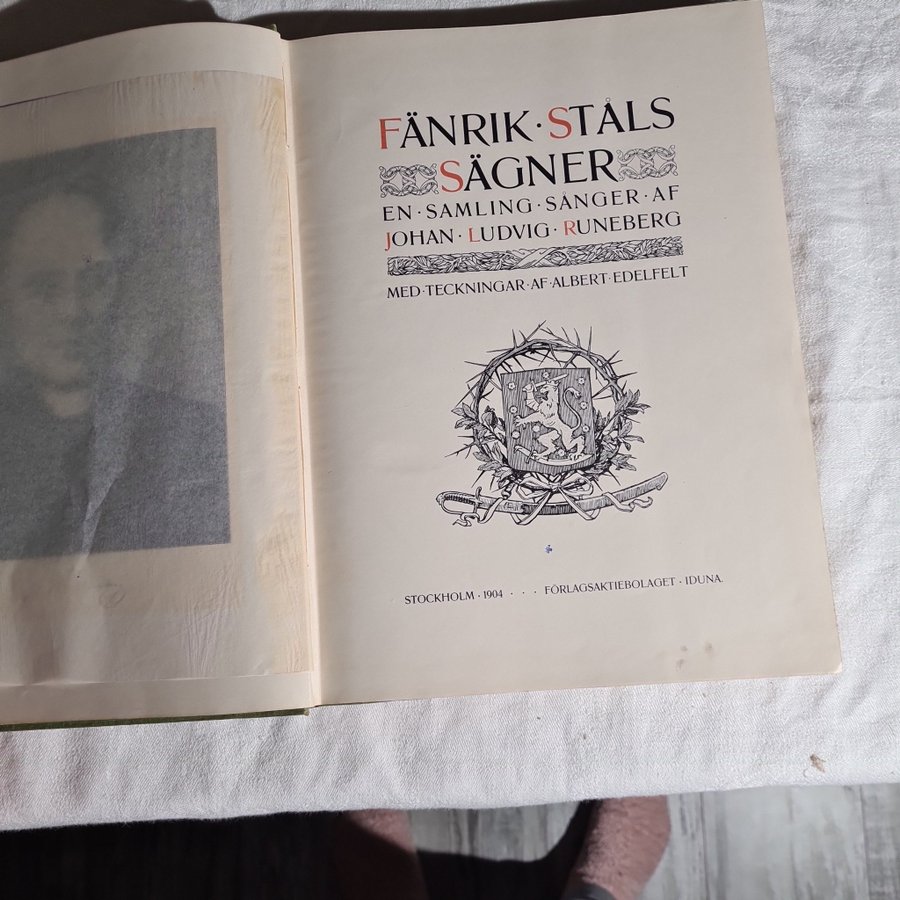 FÄNRIK · STÅLS
SÄGNER
EN · SAMLING · SÅNGER · AF
JOHAN · LUDVIG · RUNEBERG
MED · TECKNINGAR · AF · ALBERT · EDELFELT
STOCKHOLM · 1904 · · · FÖRLAGSAKTIEBOLAGET · IDUNA.